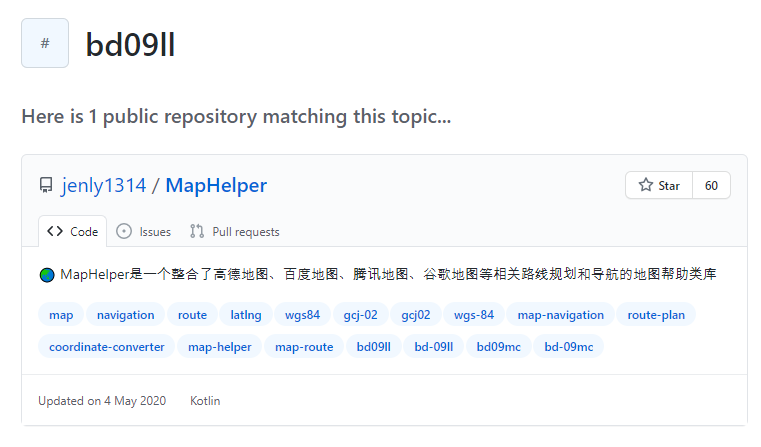 # bd09ll
Here is 1 public repository matching this topic...
jenly1314 / MapHelper Star 60
Code Issues Pull requests
MapHelper是一个整合了高德地图、百度地图、腾讯地图、谷歌地图等相关路线规划和导航的地图帮助类库
map navigation route latlng wgs84 gcj-02 gcj02 wgs-84 map-navigation route-plan
coordinate-converter map-helper map-route bd09ll bd-09ll bd09mc bd-09mc
Updated on 4 May 2020 Kotlin